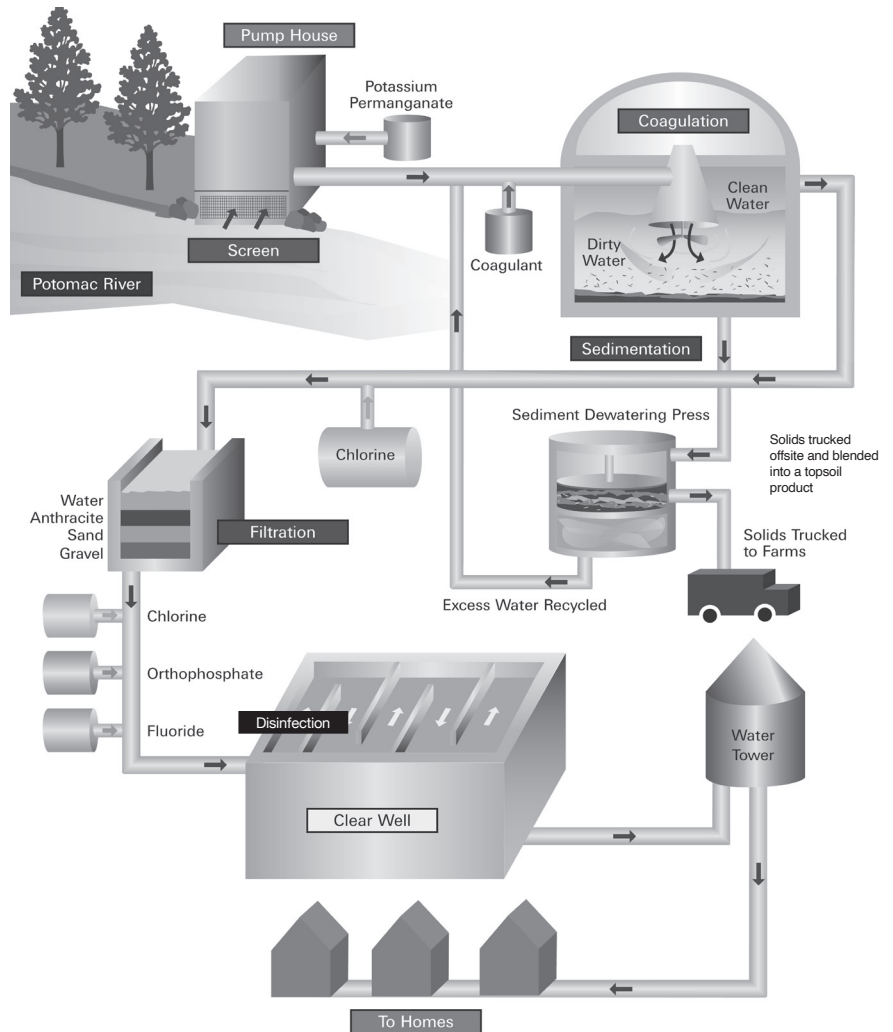 Pump House
Potassium
Permanganate
Coagulation
Clean
Water
Dirty
Water
Screen
Coagulant
Potomac River
Sedimentation
Sediment Dewatering Press
Chlorine
Solids trucked
offsite and blended
into a topsoil
product
Water
Anthracite
Sand
Gravel
Filtration
Solids Trucked
to Farms
Excess Water Recycled
Chlorine
Orthophosphate
Fluoride
Disinfection
Water
Tower
Clear Well
To Homes